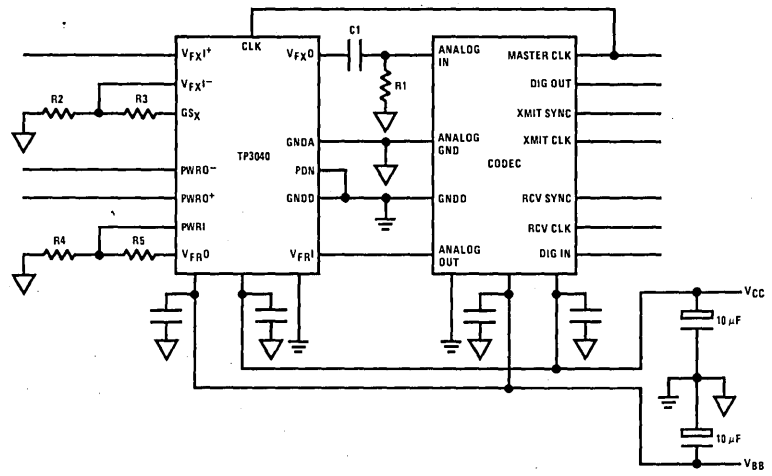 C1
CLK
VFXI+
VFXO
ANALOG
IN
MASTER CLK
VFXI−
R1
DIG OUT
R2
R3
GSX
XMIT SYNC
GNDA
ANALOG
GND
XMIT CLK
TP3040
CODEC
PWRO−
PDN
PWRO+
GNDD
GNDD
RCV SYNC
PWRI
RCV CLK
R4
R5
VFRO
VFRI
ANALOG
OUT
DIG IN
VCC
10 μF
10 μF
VBB